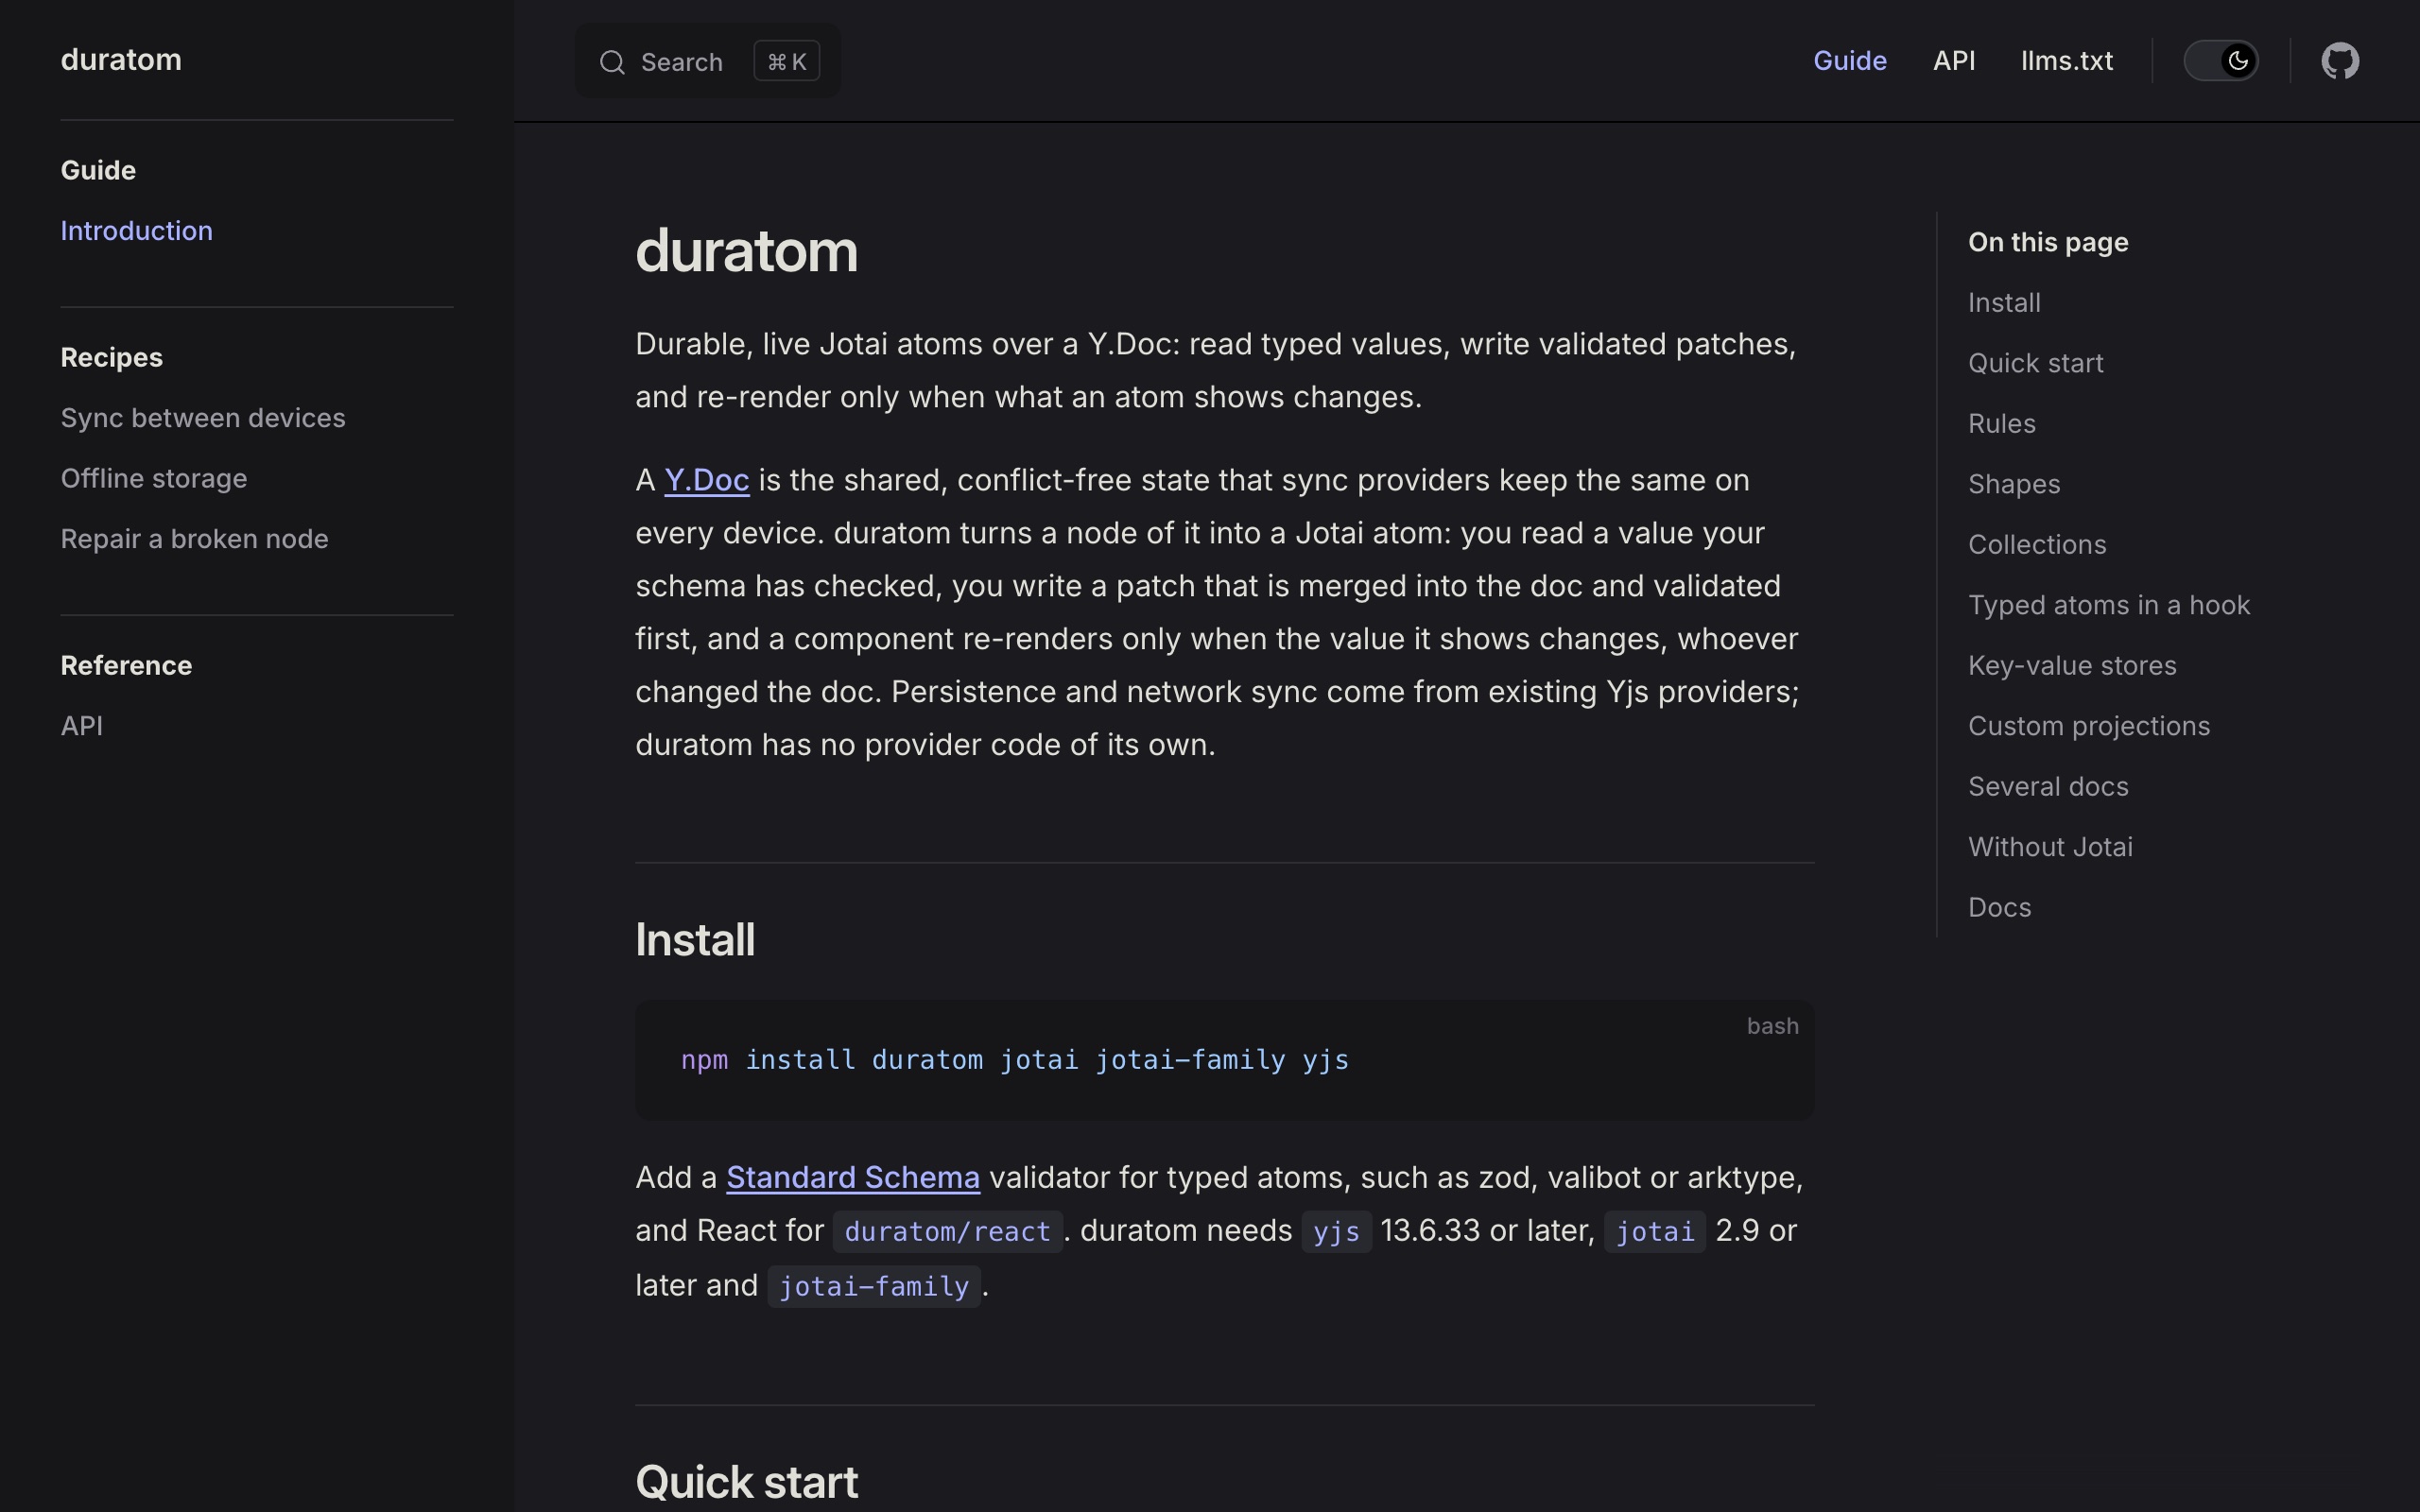 duratom
Guide
Introduction
Recipes
Sync between devices
Offline storage
Repair a broken node
Reference
API
Search ⌘ K
Guide API llms.txt
duratom
Durable, live Jotai atoms over a Y.Doc: read typed values, write validated patches,
and re-render only when what an atom shows changes.
A Y.Doc is the shared, conflict-free state that sync providers keep the same on
every device. duratom turns a node of it into a Jotai atom: you read a value your
schema has checked, you write a patch that is merged into the doc and validated
first, and a component re-renders only when the value it shows changes, whoever
changed the doc. Persistence and network sync come from existing Yjs providers;
duratom has no provider code of its own.
Install
bash
npm install duratom jotai jotai-family yjs
Add a Standard Schema validator for typed atoms, such as zod, valibot or arktype,
and React for duratom/react. duratom needs yjs 13.6.33 or later, jotai 2.9 or
later and jotai-family.
Quick start
On this page
Install
Quick start
Rules
Shapes
Collections
Typed atoms in a hook
Key-value stores
Custom projections
Several docs
Without Jotai
Docs